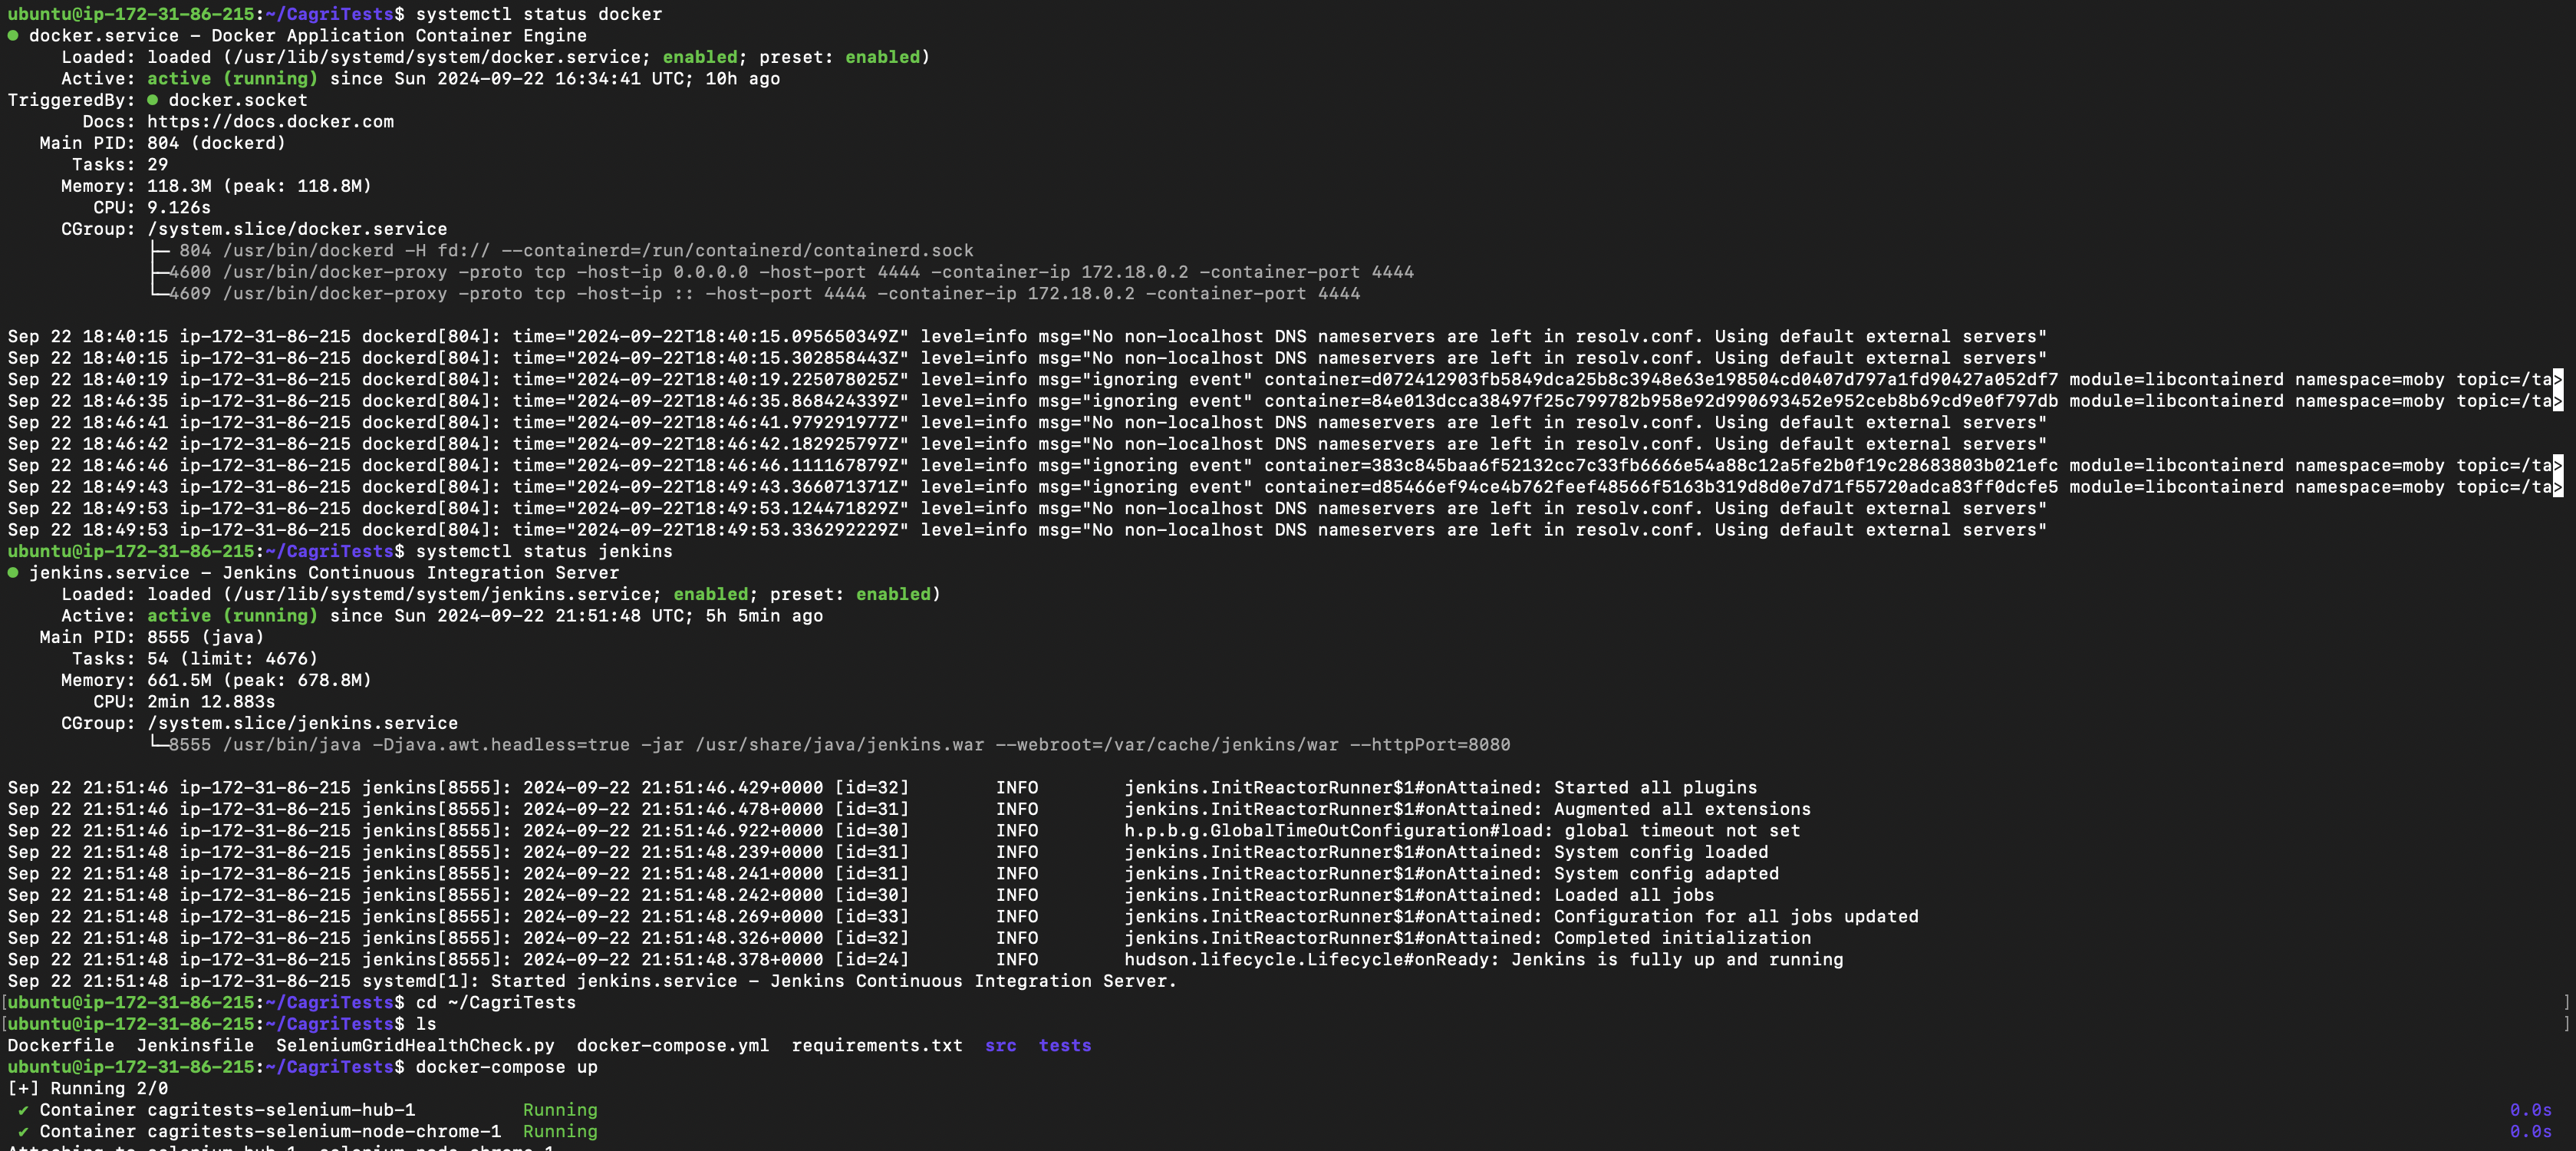 ubuntu@ip-172-31-86-215:~/CagriTests$ systemctl status docker
● docker.service – Docker Application Container Engine
     Loaded: loaded (/usr/lib/systemd/system/docker.service; enabled; preset: enabled)
     Active: active (running) since Sun 2024-09-22 16:34:41 UTC; 10h ago
TriggeredBy: ● docker.socket
       Docs: https://docs.docker.com
   Main PID: 804 (dockerd)
      Tasks: 29
     Memory: 118.3M (peak: 118.8M)
        CPU: 9.126s
     CGroup: /system.slice/docker.service
             ├─ 804 /usr/bin/dockerd -H fd:// --containerd=/run/containerd/containerd.sock
             ├─4600 /usr/bin/docker-proxy -proto tcp -host-ip 0.0.0.0 -host-port 4444 -container-ip 172.18.0.2 -container-port 4444
             └─4609 /usr/bin/docker-proxy -proto tcp -host-ip :: -host-port 4444 -container-ip 172.18.0.2 -container-port 4444
Sep 22 18:40:15 ip-172-31-86-215 dockerd[804]: time="2024-09-22T18:40:15.095650349Z" level=info msg="No non-localhost DNS nameservers are left in resolv.conf. Using default external servers"
Sep 22 18:40:15 ip-172-31-86-215 dockerd[804]: time="2024-09-22T18:40:15.302858443Z" level=info msg="No non-localhost DNS nameservers are left in resolv.conf. Using default external servers"
Sep 22 18:40:19 ip-172-31-86-215 dockerd[804]: time="2024-09-22T18:40:19.225078025Z" level=info msg="ignoring event" container=d072412903fb5849dca25b8c3948e63e198504cd0407d797a1fd90427a052df7 module=libcontainerd namespace=moby topic=/ta>
Sep 22 18:46:35 ip-172-31-86-215 dockerd[804]: time="2024-09-22T18:46:35.868424339Z" level=info msg="ignoring event" container=84e013dcca38497f25c799782b958e92d990693452e952ceb8b69cd9e0f797db module=libcontainerd namespace=moby topic=/ta>
Sep 22 18:46:41 ip-172-31-86-215 dockerd[804]: time="2024-09-22T18:46:41.979291977Z" level=info msg="No non-localhost DNS nameservers are left in resolv.conf. Using default external servers"
Sep 22 18:46:42 ip-172-31-86-215 dockerd[804]: time="2024-09-22T18:46:42.182925797Z" level=info msg="No non-localhost DNS nameservers are left in resolv.conf. Using default external servers"
Sep 22 18:46:46 ip-172-31-86-215 dockerd[804]: time="2024-09-22T18:46:46.111167879Z" level=info msg="ignoring event" container=383c845baa6f52132cc7c33fb6666e54a88c12a5fe2b0f19c28683803b021efc module=libcontainerd namespace=moby topic=/ta>
Sep 22 18:49:43 ip-172-31-86-215 dockerd[804]: time="2024-09-22T18:49:43.366071371Z" level=info msg="ignoring event" container=d85466ef94ce4b762feef48566f5163b319d8d0e7d71f55720adca83ff0dcfe5 module=libcontainerd namespace=moby topic=/ta>
Sep 22 18:49:53 ip-172-31-86-215 dockerd[804]: time="2024-09-22T18:49:53.124471829Z" level=info msg="No non-localhost DNS nameservers are left in resolv.conf. Using default external servers"
Sep 22 18:49:53 ip-172-31-86-215 dockerd[804]: time="2024-09-22T18:49:53.336292229Z" level=info msg="No non-localhost DNS nameservers are left in resolv.conf. Using default external servers"
ubuntu@ip-172-31-86-215:~/CagriTests$ systemctl status jenkins
● jenkins.service – Jenkins Continuous Integration Server
     Loaded: loaded (/usr/lib/systemd/system/jenkins.service; enabled; preset: enabled)
     Active: active (running) since Sun 2024-09-22 21:51:48 UTC; 5h 5min ago
   Main PID: 8555 (java)
      Tasks: 54 (limit: 4676)
     Memory: 661.5M (peak: 678.8M)
        CPU: 2min 12.883s
     CGroup: /system.slice/jenkins.service
             └─8555 /usr/bin/java -Djava.awt.headless=true -jar /usr/share/java/jenkins.war --webroot=/var/cache/jenkins/war --httpPort=8080
Sep 22 21:51:46 ip-172-31-86-215 jenkins[8555]: 2024-09-22 21:51:46.429+0000 [id=32]        INFO        jenkins.InitReactorRunner$1#onAttained: Started all plugins
Sep 22 21:51:46 ip-172-31-86-215 jenkins[8555]: 2024-09-22 21:51:46.478+0000 [id=31]        INFO        jenkins.InitReactorRunner$1#onAttained: Augmented all extensions
Sep 22 21:51:46 ip-172-31-86-215 jenkins[8555]: 2024-09-22 21:51:46.922+0000 [id=30]        INFO        h.p.b.g.GlobalTimeOutConfiguration#load: global timeout not set
Sep 22 21:51:48 ip-172-31-86-215 jenkins[8555]: 2024-09-22 21:51:48.239+0000 [id=31]        INFO        jenkins.InitReactorRunner$1#onAttained: System config loaded
Sep 22 21:51:48 ip-172-31-86-215 jenkins[8555]: 2024-09-22 21:51:48.241+0000 [id=31]        INFO        jenkins.InitReactorRunner$1#onAttained: System config adapted
Sep 22 21:51:48 ip-172-31-86-215 jenkins[8555]: 2024-09-22 21:51:48.242+0000 [id=30]        INFO        jenkins.InitReactorRunner$1#onAttained: Loaded all jobs
Sep 22 21:51:48 ip-172-31-86-215 jenkins[8555]: 2024-09-22 21:51:48.269+0000 [id=33]        INFO        jenkins.InitReactorRunner$1#onAttained: Configuration for all jobs updated
Sep 22 21:51:48 ip-172-31-86-215 jenkins[8555]: 2024-09-22 21:51:48.326+0000 [id=32]        INFO        jenkins.InitReactorRunner$1#onAttained: Completed initialization
Sep 22 21:51:48 ip-172-31-86-215 jenkins[8555]: 2024-09-22 21:51:48.378+0000 [id=24]        INFO        hudson.lifecycle.Lifecycle#onReady: Jenkins is fully up and running
Sep 22 21:51:48 ip-172-31-86-215 systemd[1]: Started jenkins.service – Jenkins Continuous Integration Server.
[ubuntu@ip-172-31-86-215:~/CagriTests$ cd ~/CagriTests ]
[ubuntu@ip-172-31-86-215:~/CagriTests$ ls ]
Dockerfile  Jenkinsfile  SeleniumGridHealthCheck.py  docker-compose.yml  requirements.txt  src  tests
ubuntu@ip-172-31-86-215:~/CagriTests$ docker-compose up
[+] Running 2/0
 ✔ Container cagritests-selenium-hub-1          Running 0.0s
 ✔ Container cagritests-selenium-node-chrome-1  Running 0.0s
Attaching to selenium-hub-1, selenium-node-chrome-1